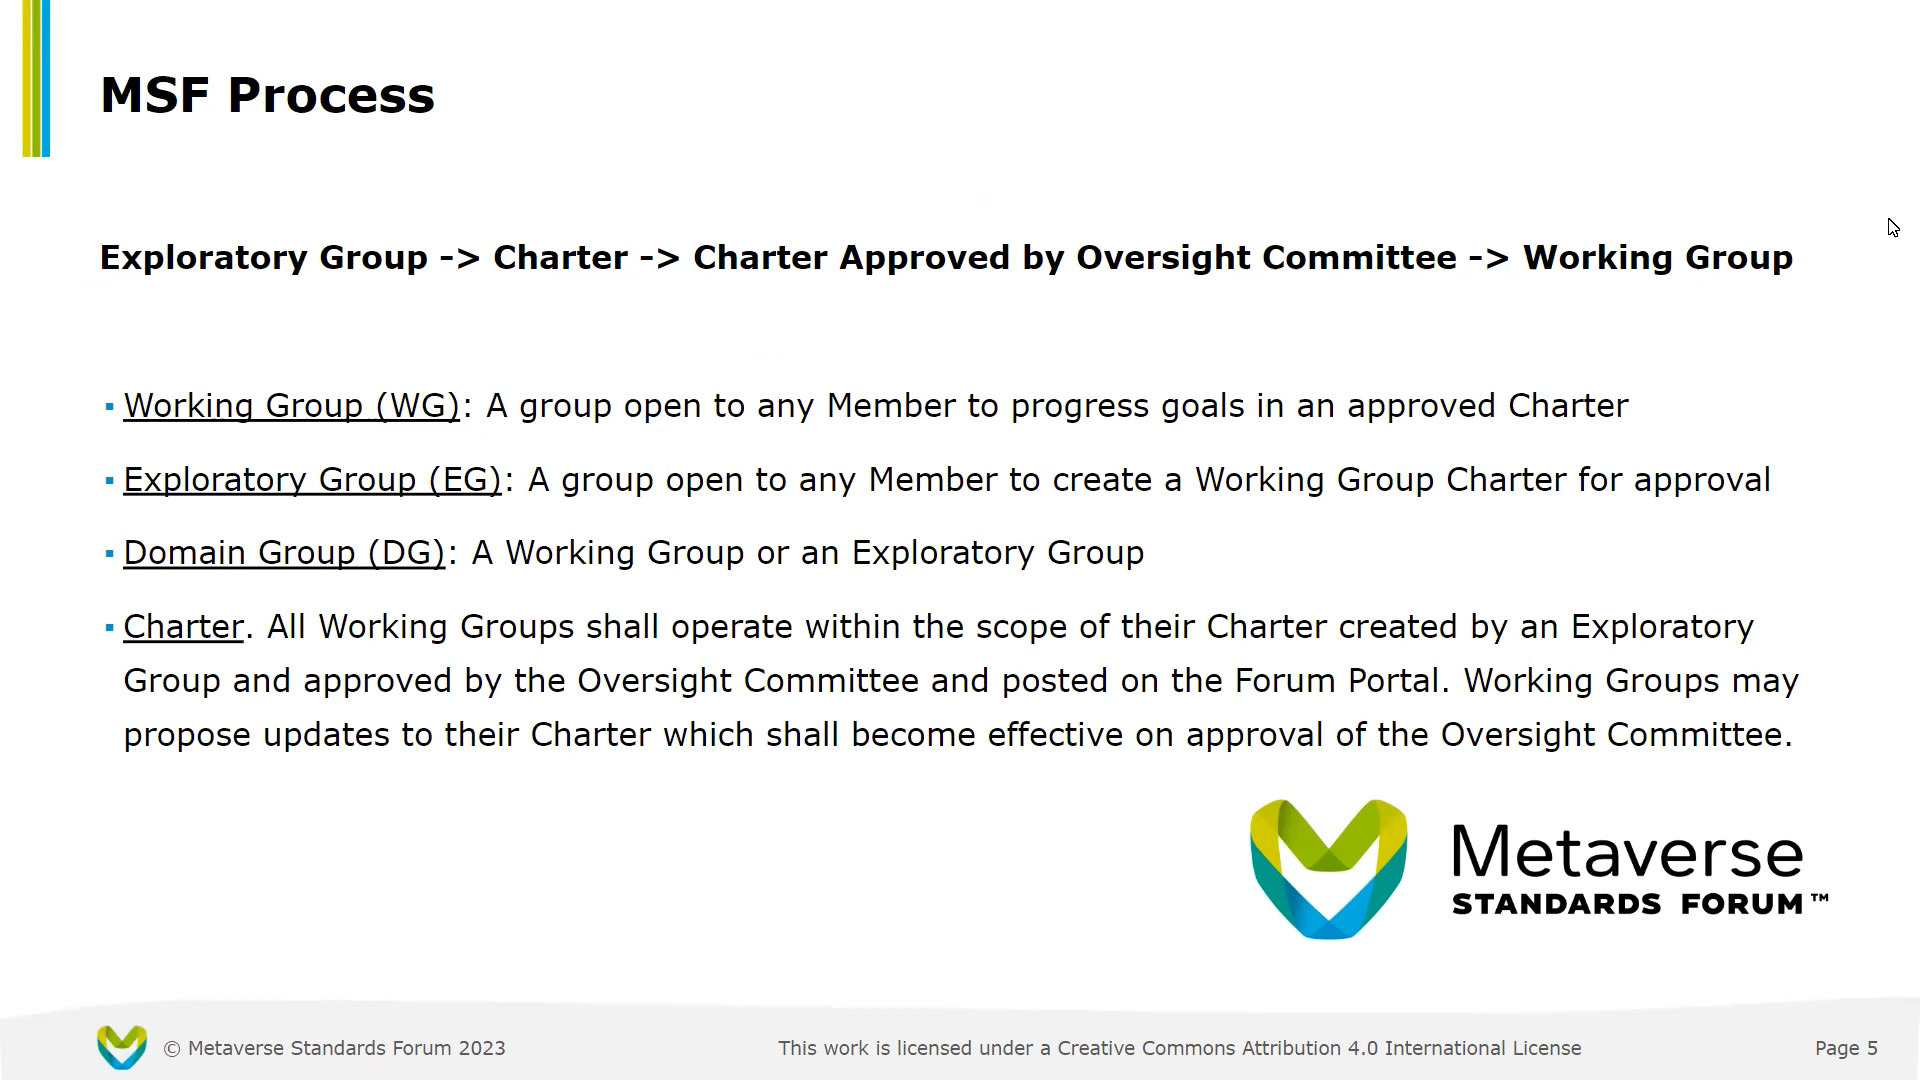 MSF Process
Exploratory Group -> Charter -> Charter Approved by Oversight Committee -> Working Group
▪ Working Group (WG): A group open to any Member to progress goals in an approved Charter
▪ Exploratory Group (EG): A group open to any Member to create a Working Group Charter for approval
▪ Domain Group (DG): A Working Group or an Exploratory Group
▪ Charter. All Working Groups shall operate within the scope of their Charter created by an Exploratory
Group and approved by the Oversight Committee and posted on the Forum Portal. Working Groups may
propose updates to their Charter which shall become effective on approval of the Oversight Committee.
Metaverse
STANDARDS FORUM™
© Metaverse Standards Forum 2023
This work is licensed under a Creative Commons Attribution 4.0 International License
Page 5